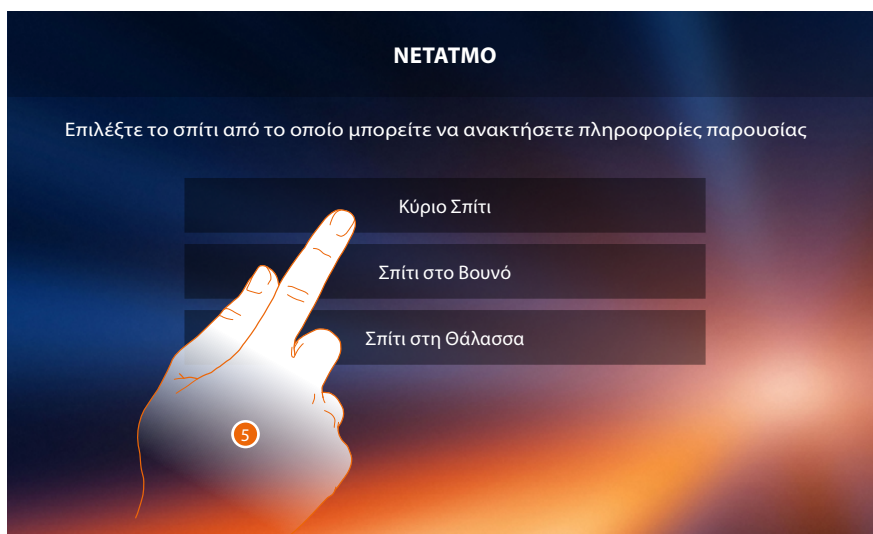 NETATMO
Επιλέξτε το σπίτι από το οποίο μπορείτε να ανακτήσετε πληροφορίες παρουσίας
Κύριο Σπίτι
Σπίτι στο Βουνό
Σπίτι στη Θάλασσα
5